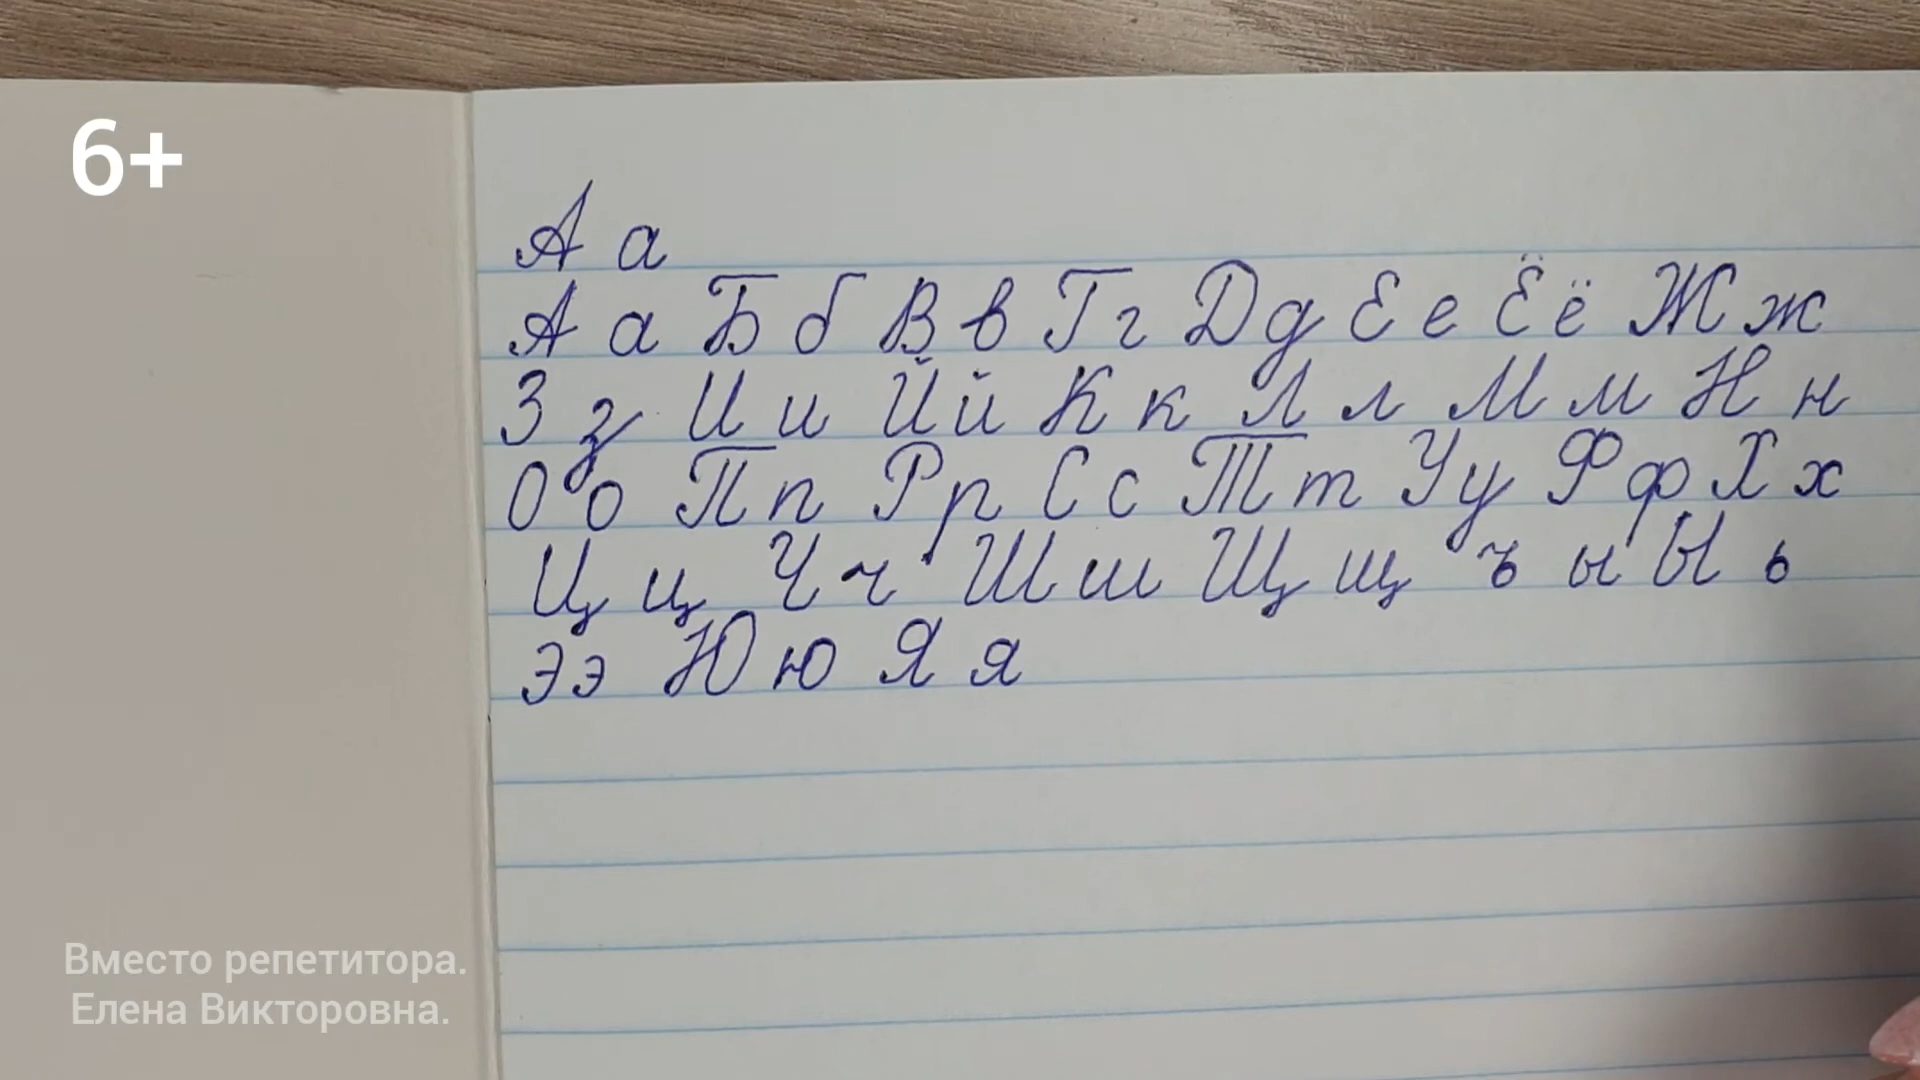 6+
А а
А а Б б В в Г г Д д Е е Ё ё Ж ж
З з И и Й й К к Л л М м Н н
О о П п Р р С с Т т У у Ф ф Х х
Ц ц Ч ч Ш ш Щ щ ъ ы Ы ь
Э э Ю ю Я я
Вместо репетитора.
Елена Викторовна.